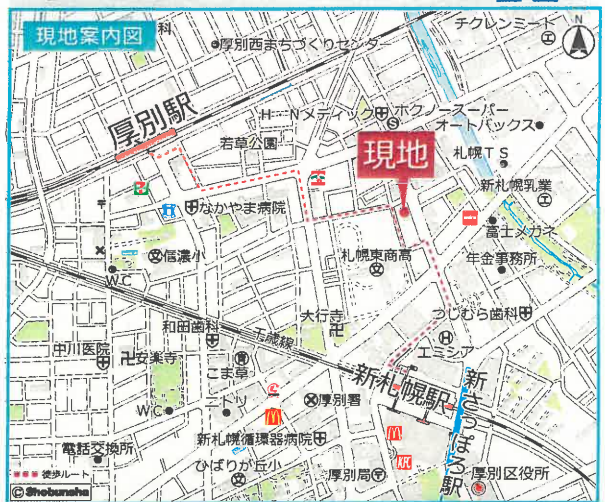 現地案内図
科
チクレンミート
N
厚別西まちづくりセンター
厚別駅
H・Nメディック
ホクノースーパー
オートバックス
若草公園
現地
札幌TS
新札幌乳業
なかやま病院
富士メガネ
信濃小
札幌東商高
年金事務所
W.C
和田歯科
大行寺
つじむら歯科
千歳線
エミシア
中川医院
安楽寺
こま草
新札幌駅
新さっぽろ駅
ニトリ
厚別署
WC
新札幌循環器病院
電話交換所
ひばりが丘小
厚別局
KFC
厚別区役所
徒歩ルート
© Shobunsha